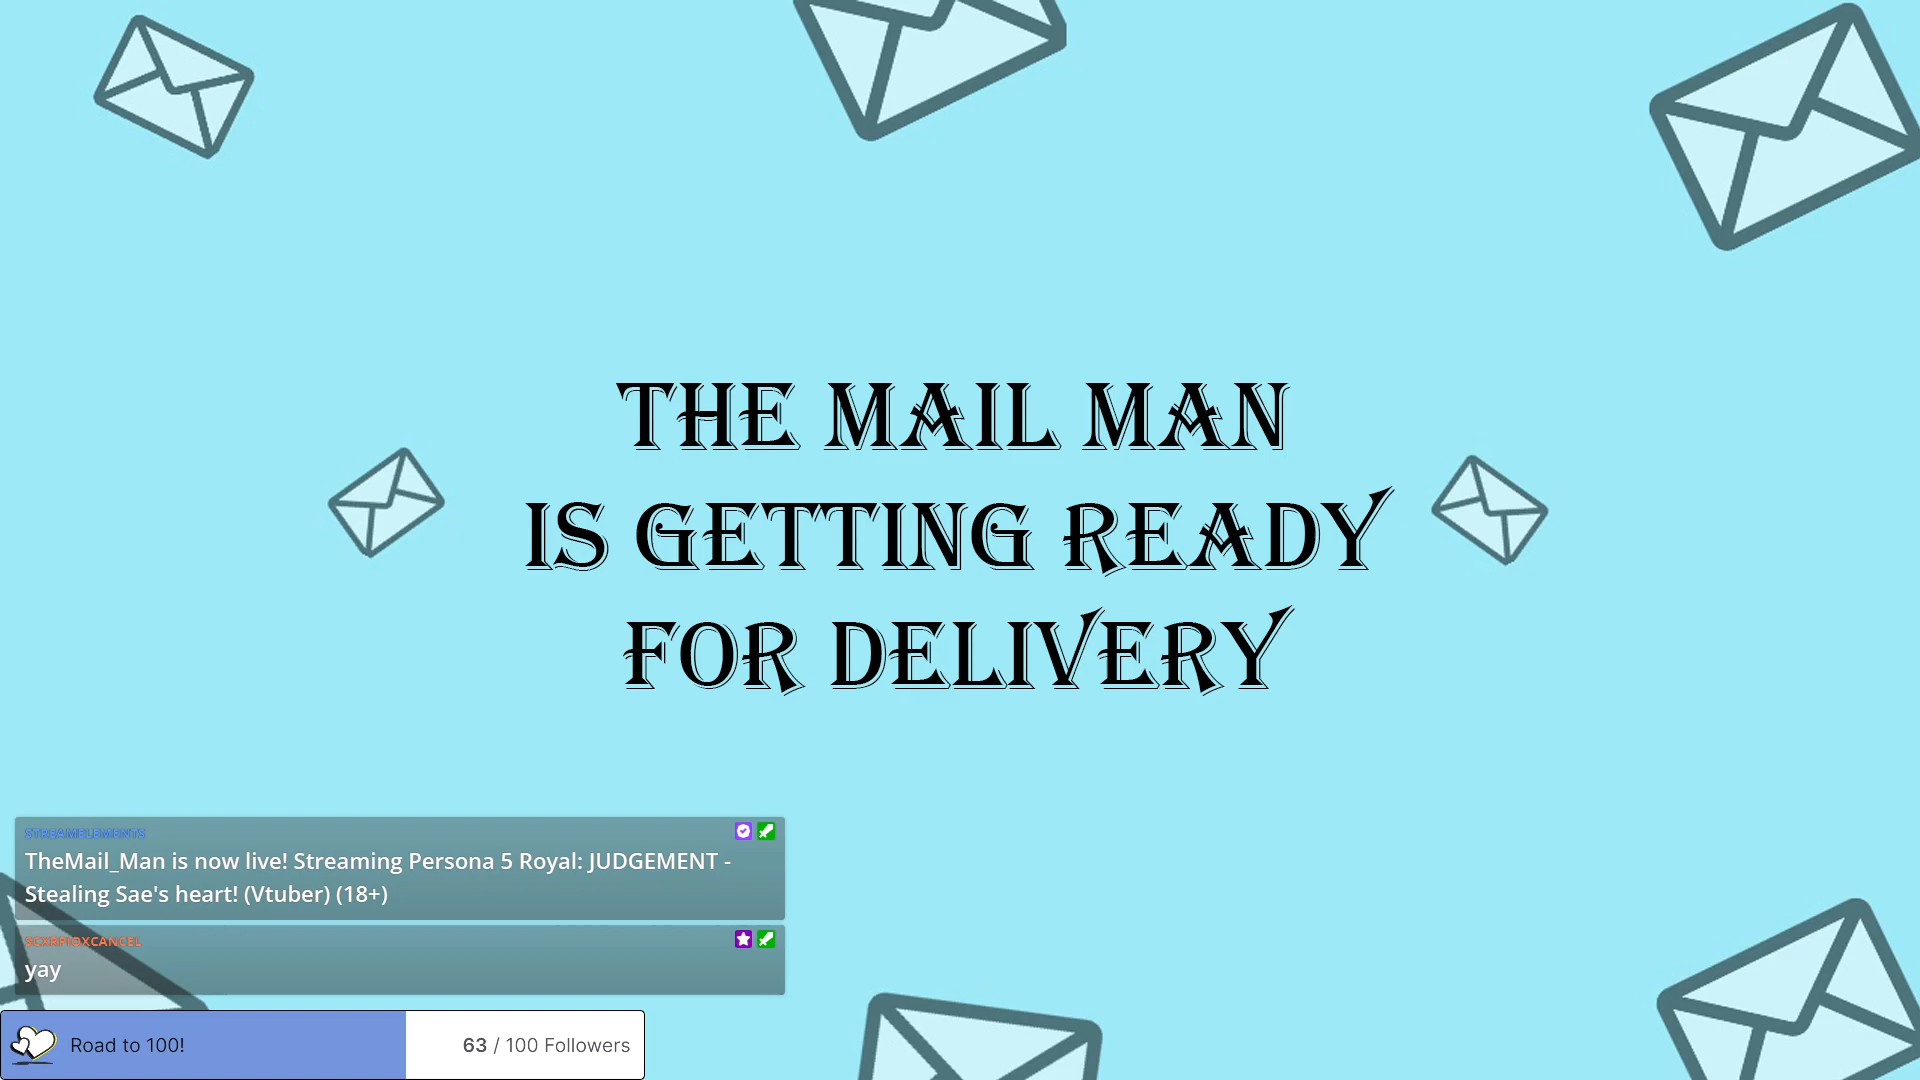 THE MAIL MAN
IS GETTING READY
FOR DELIVERY
STREAMELEMENTS
TheMail_Man is now live! Streaming Persona 5 Royal: JUDGEMENT -
Stealing Sae's heart! (Vtuber) (18+)
SCXRPIOXCANCEL
yay
Road to 100!
63 / 100 Followers